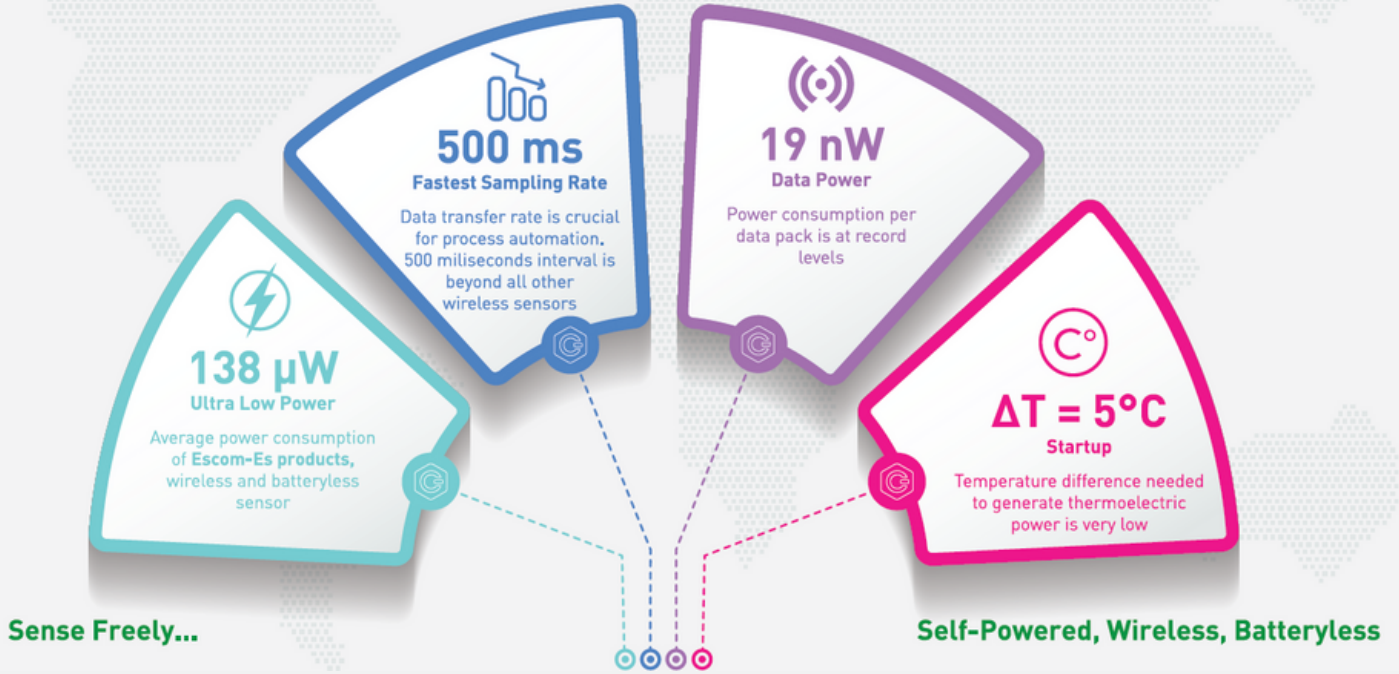 138 µW
Ultra Low Power
Average power consumption
of Escom-Es products,
wireless and batteryless
sensor
500 ms
Fastest Sampling Rate
Data transfer rate is crucial
for process automation.
500 miliseconds interval is
beyond all other
wireless sensors
19 nW
Data Power
Power consumption per
data pack is at record
levels
C°
ΔT = 5°C
Startup
Temperature difference needed
to generate thermoelectric
power is very low
Sense Freely...
Self-Powered, Wireless, Batteryless